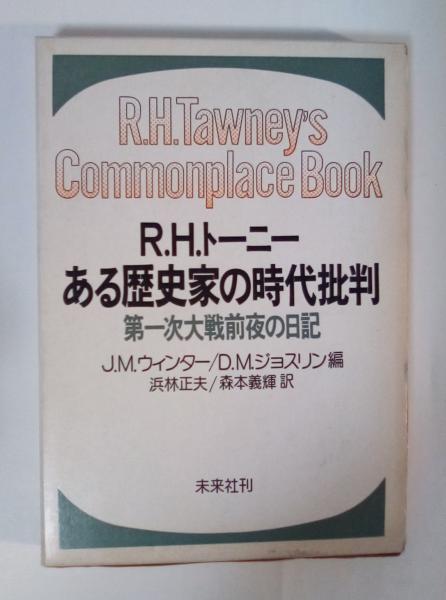 R.H.Tawney's
Commonplace Book
R.H.トーニー
ある歴史家の時代批判
第一次大戦前夜の日記
J.M.ウィンター/D.M.ジョスリン編
浜林正夫/森本義輝 訳
未来社刊